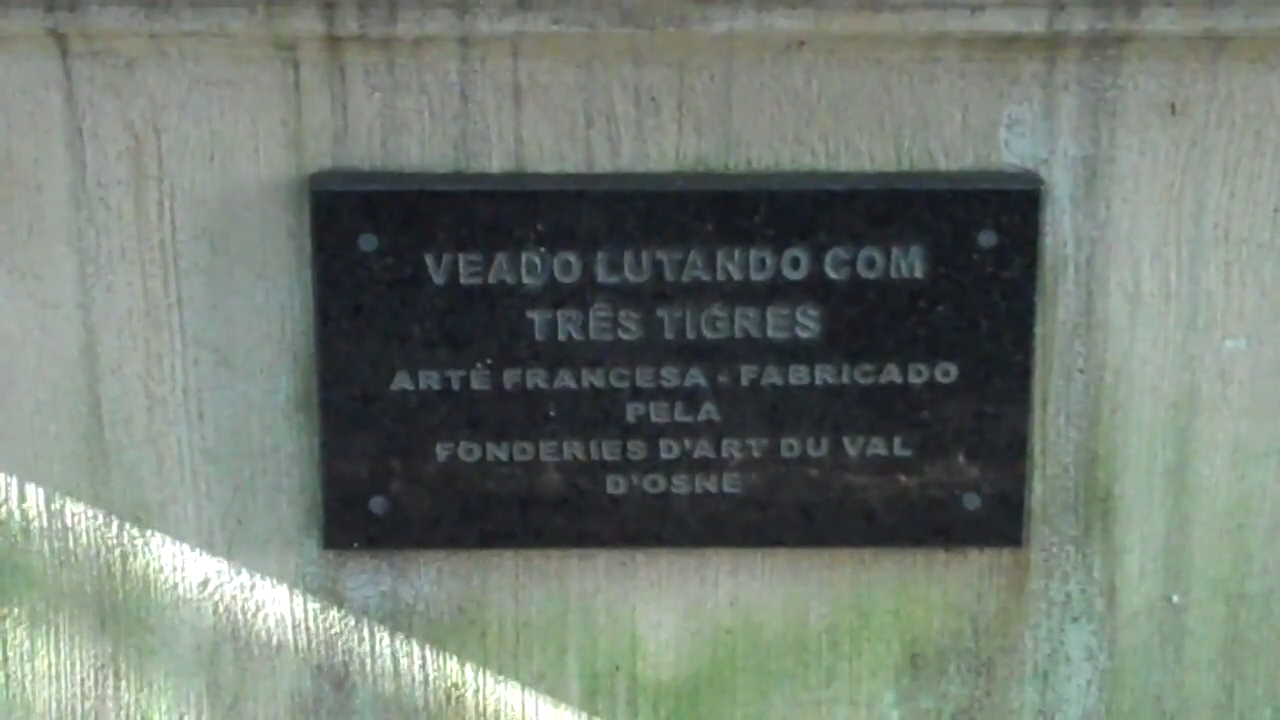 VEADO LUTANDO COM
TRÊS TIGRES
ARTE FRANCESA - FABRICADO
PELA
FONDERIES D'ART DU VAL
D'OSNE